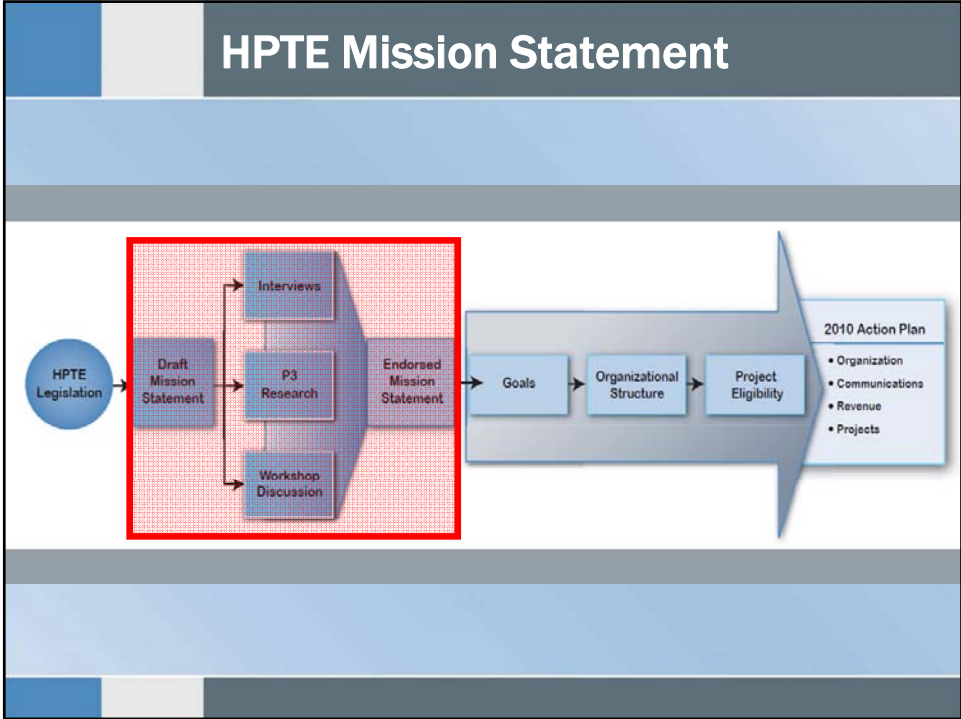 HPTE Mission Statement
HPTE
Legislation
Draft
Mission
Statement
Interviews
P3
Research
Workshop
Discussion
Endorsed
Mission
Statement
Goals
Organizational
Structure
Project
Eligibility
2010 Action Plan
• Organization
• Communications
• Revenue
• Projects